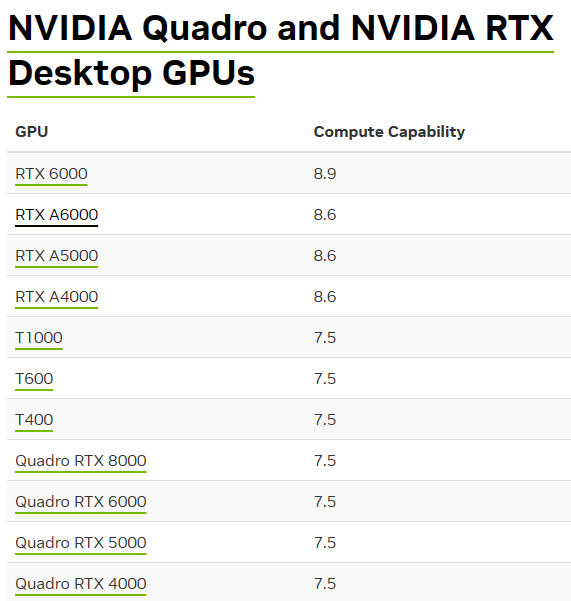 NVIDIA Quadro and NVIDIA RTX
Desktop GPUs
GPU Compute Capability
RTX 6000 8.9
RTX A6000 8.6
RTX A5000 8.6
RTX A4000 8.6
T1000 7.5
T600 7.5
T400 7.5
Quadro RTX 8000 7.5
Quadro RTX 6000 7.5
Quadro RTX 5000 7.5
Quadro RTX 4000 7.5